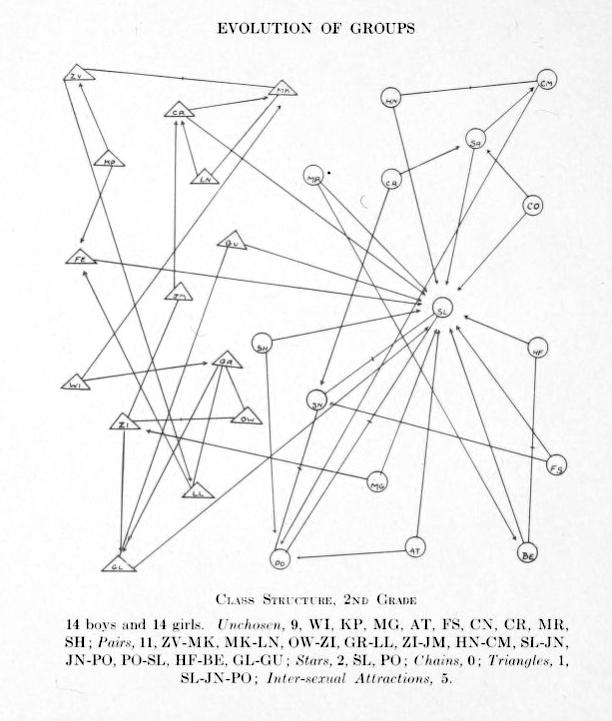 EVOLUTION OF GROUPS
ZV
MK
CM
HN
CA
SA
KP
LN
MR
CR
CO
GU
FE
JM
SL
SH
HF
GR
WI
JN
ZI
OW
FS
MG
LL
AT
BE
PO
GL
CLASS STRUCTURE, 2ND GRADE
14 boys and 14 girls. Unchosen, 9, WI, KP, MG, AT, FS, CN, CR, MR,
SH; Pairs, 11, ZV-MK, MK-LN, OW-ZI, GR-LL, ZI-JM, HN-CM, SL-JN,
JN-PO, PO-SL, HF-BE, GL-GU; Stars, 2, SL, PO; Chains, 0; Triangles, 1,
SL-JN-PO; Inter-sexual Attractions, 5.